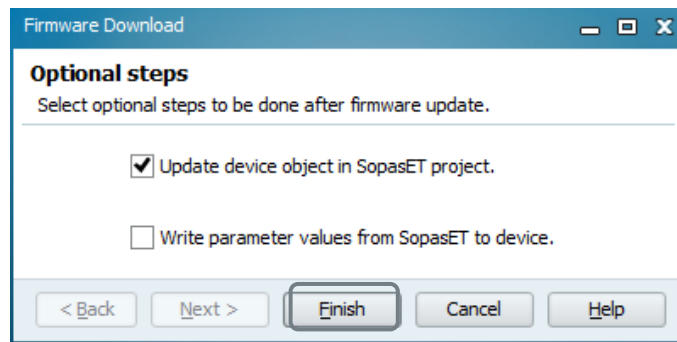 Firmware Download
Optional steps
Select optional steps to be done after firmware update.
Update device object in SopasET project.
Write parameter values from SopasET to device.
< Back Next > Finish Cancel Help